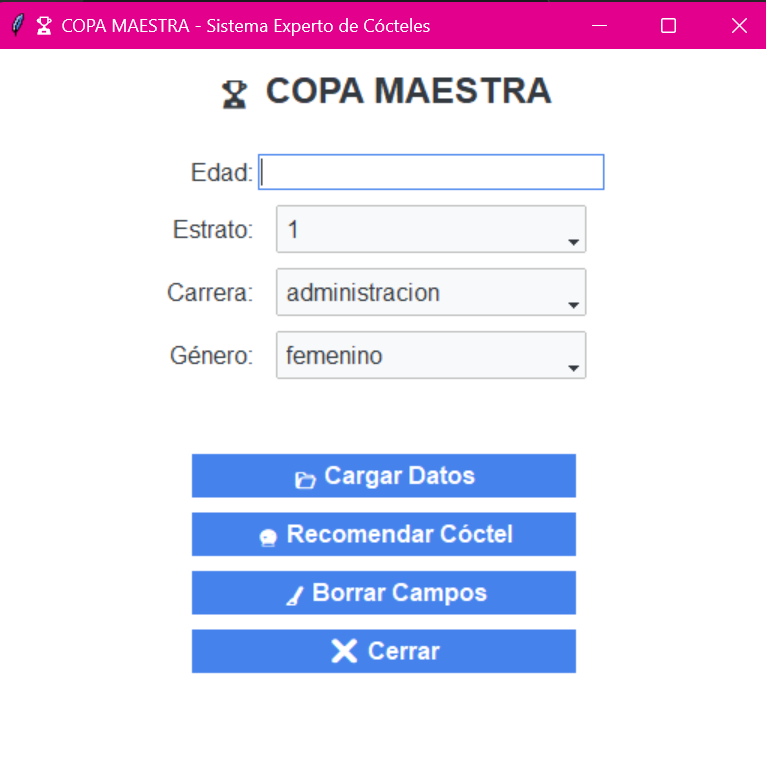 COPA MAESTRA - Sistema Experto de Cócteles
COPA MAESTRA
Edad:
Estrato: 1
Carrera: administracion
Género: femenino
Cargar Datos
Recomendar Cóctel
Borrar Campos
Cerrar